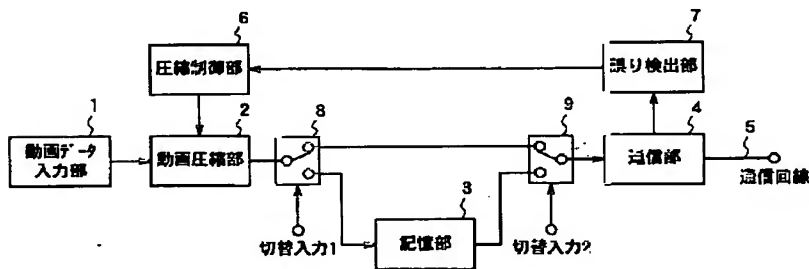 6
圧縮制御部
7
誤り検出部
1
動画データ
入力部
2
動画圧縮部
8
9
4
通信部
5
通信回線
切替入力1
3
記憶部
切替入力2